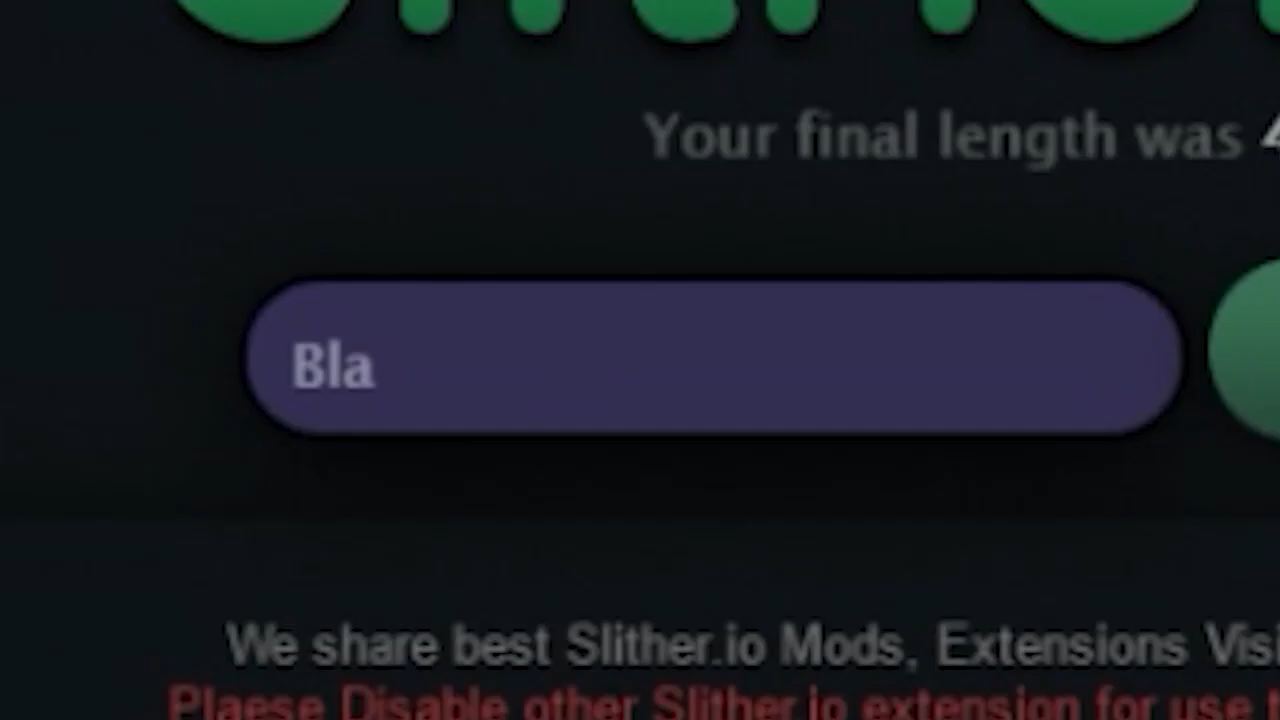 Your final length was
Bla
We share best Slither.io Mods, Extensions
Plaese Disable other Slither.io extension for use